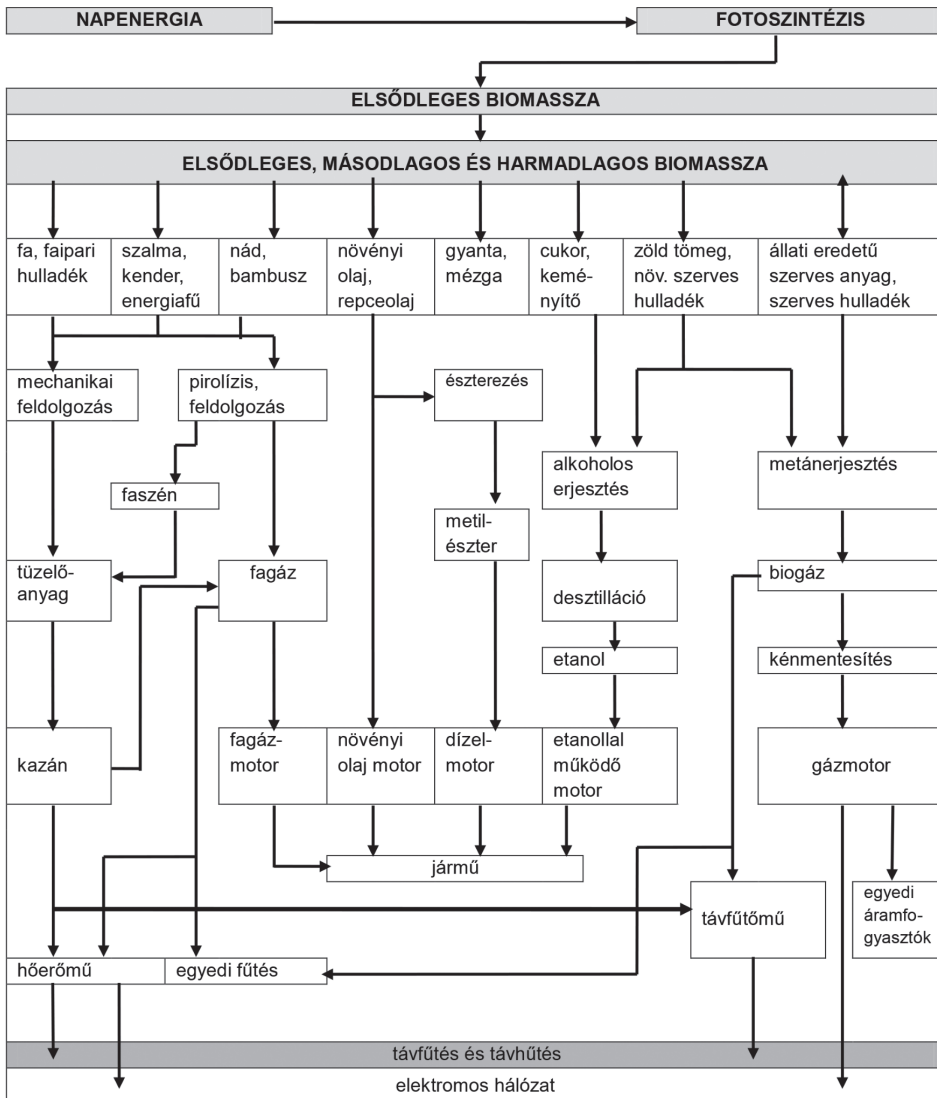 NAPENERGIA
FOTOSZINTÉZIS
ELSŐDLEGES BIOMASSZA
ELSŐDLEGES, MÁSODLAGOS ÉS HARMADLAGOS BIOMASSZA
fa, faipari
hulladék
szalma,
kender,
energiafű
nád,
bambusz
növényi
olaj,
repceolaj
gyanta,
mézga
cukor,
kemé-
nyítő
zöld tömeg,
növ. szerves
hulladék
állati eredetű
szerves anyag,
szerves hulladék
mechanikai
feldolgozás
pirolízis,
feldolgozás
észterezés
alkoholos
erjesztés
metánerjesztés
faszén
metil-
észter
tüzelő-
anyag
fagáz
desztilláció
biogáz
etanol
kénmentesítés
kazán
fagáz-
motor
növényi
olaj motor
dízel-
motor
etanollal
működő
motor
gázmotor
jármű
távfűtőmű
egyedi
áramfo-
gyasztók
hőerőmű
egyedi fűtés
távfűtés és távhűtés
elektromos hálózat